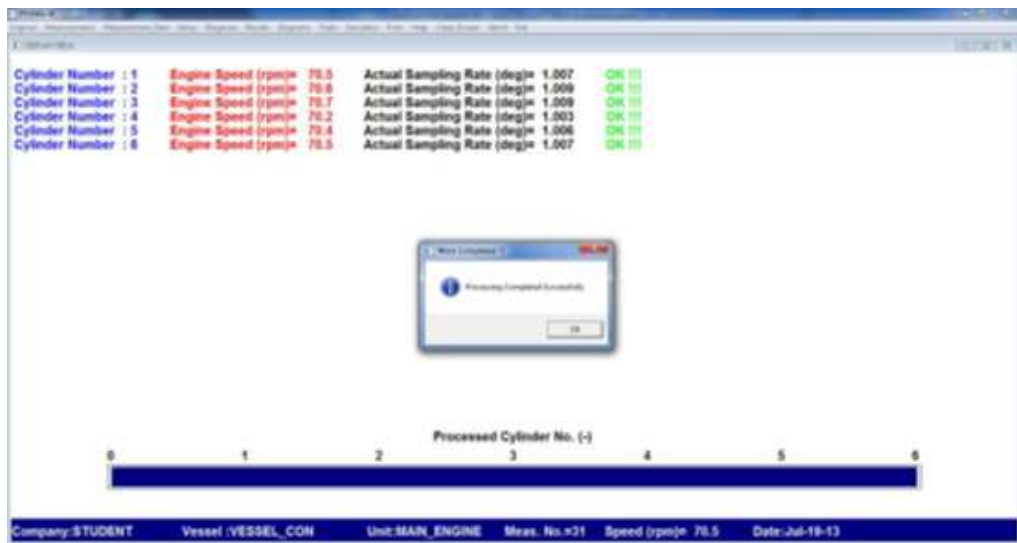 Cylinder Number : 1 Engine Speed (rpm)= 70.5 Actual Sampling Rate (deg)= 1.007 OK !!!
Cylinder Number : 2 Engine Speed (rpm)= 70.6 Actual Sampling Rate (deg)= 1.009 OK !!!
Cylinder Number : 3 Engine Speed (rpm)= 70.7 Actual Sampling Rate (deg)= 1.009 OK !!!
Cylinder Number : 4 Engine Speed (rpm)= 70.2 Actual Sampling Rate (deg)= 1.003 OK !!!
Cylinder Number : 5 Engine Speed (rpm)= 70.4 Actual Sampling Rate (deg)= 1.006 OK !!!
Cylinder Number : 6 Engine Speed (rpm)= 70.5 Actual Sampling Rate (deg)= 1.007 OK !!!
Processing Completed Successfully
Processed Cylinder No. (-)
0 1 2 3 4 5 6
Company:STUDENT Vessel :VESSEL_CON Unit:MAIN_ENGINE Meas. No.=31 Speed (rpm)= 70.5 Date:Jul-19-13